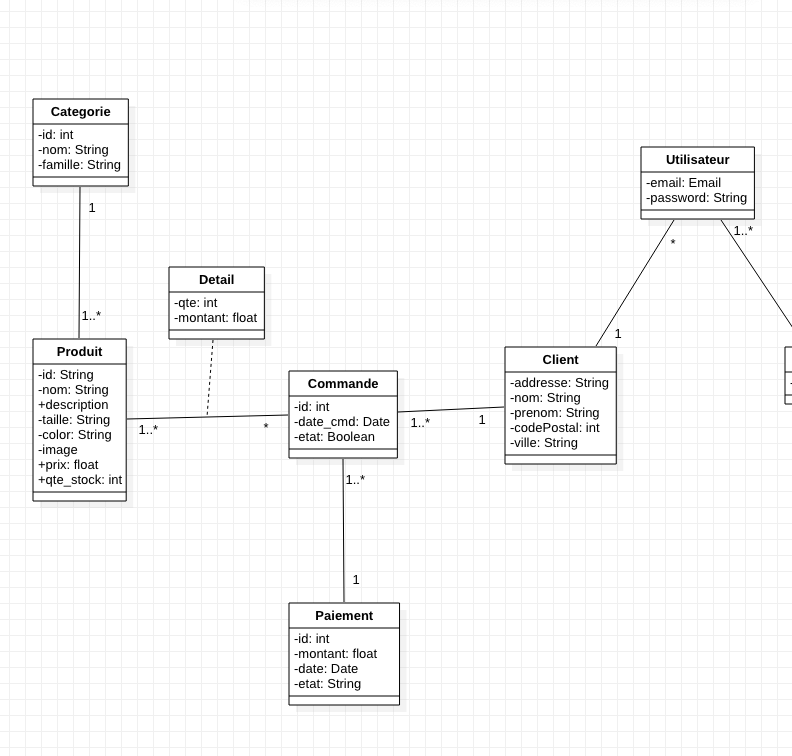 Categorie
-id: int
-nom: String
-famille: String
1
1..*
Utilisateur
-email: Email
-password: String
*
1..*
1
Detail
-qte: int
-montant: float
Produit
-id: String
-nom: String
+description
-taille: String
-color: String
-image
+prix: float
+qte_stock: int
1..*
*
Commande
-id: int
-date_cmd: Date
-etat: Boolean
1..*
1
Client
-addresse: String
-nom: String
-prenom: String
-codePostal: int
-ville: String
-
1..*
1
Paiement
-id: int
-montant: float
-date: Date
-etat: String